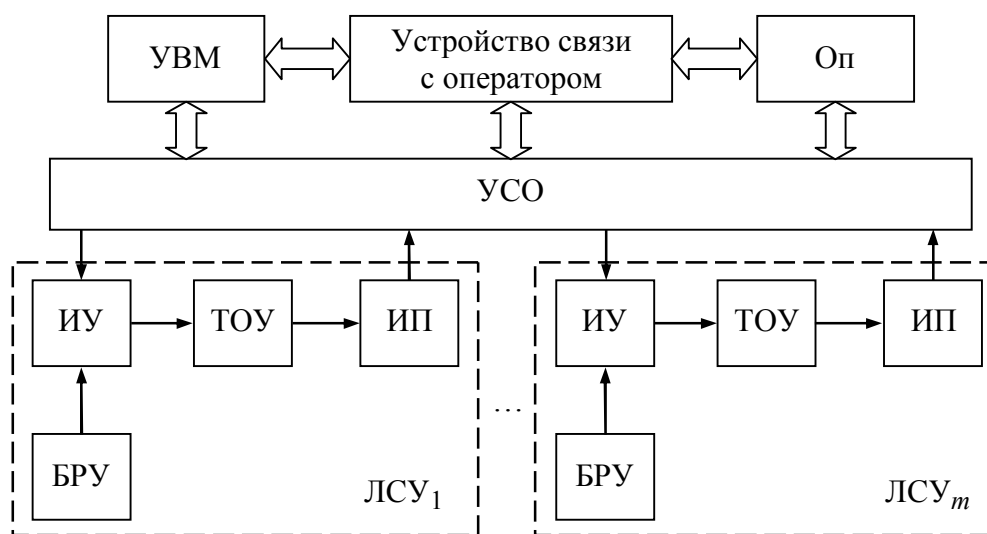 УВМ
Устройство связи
с оператором
Оп
УСО
ИУ
ТОУ
ИП
ИУ
ТОУ
ИП
...
БРУ
ЛСУ1
БРУ
ЛСУm